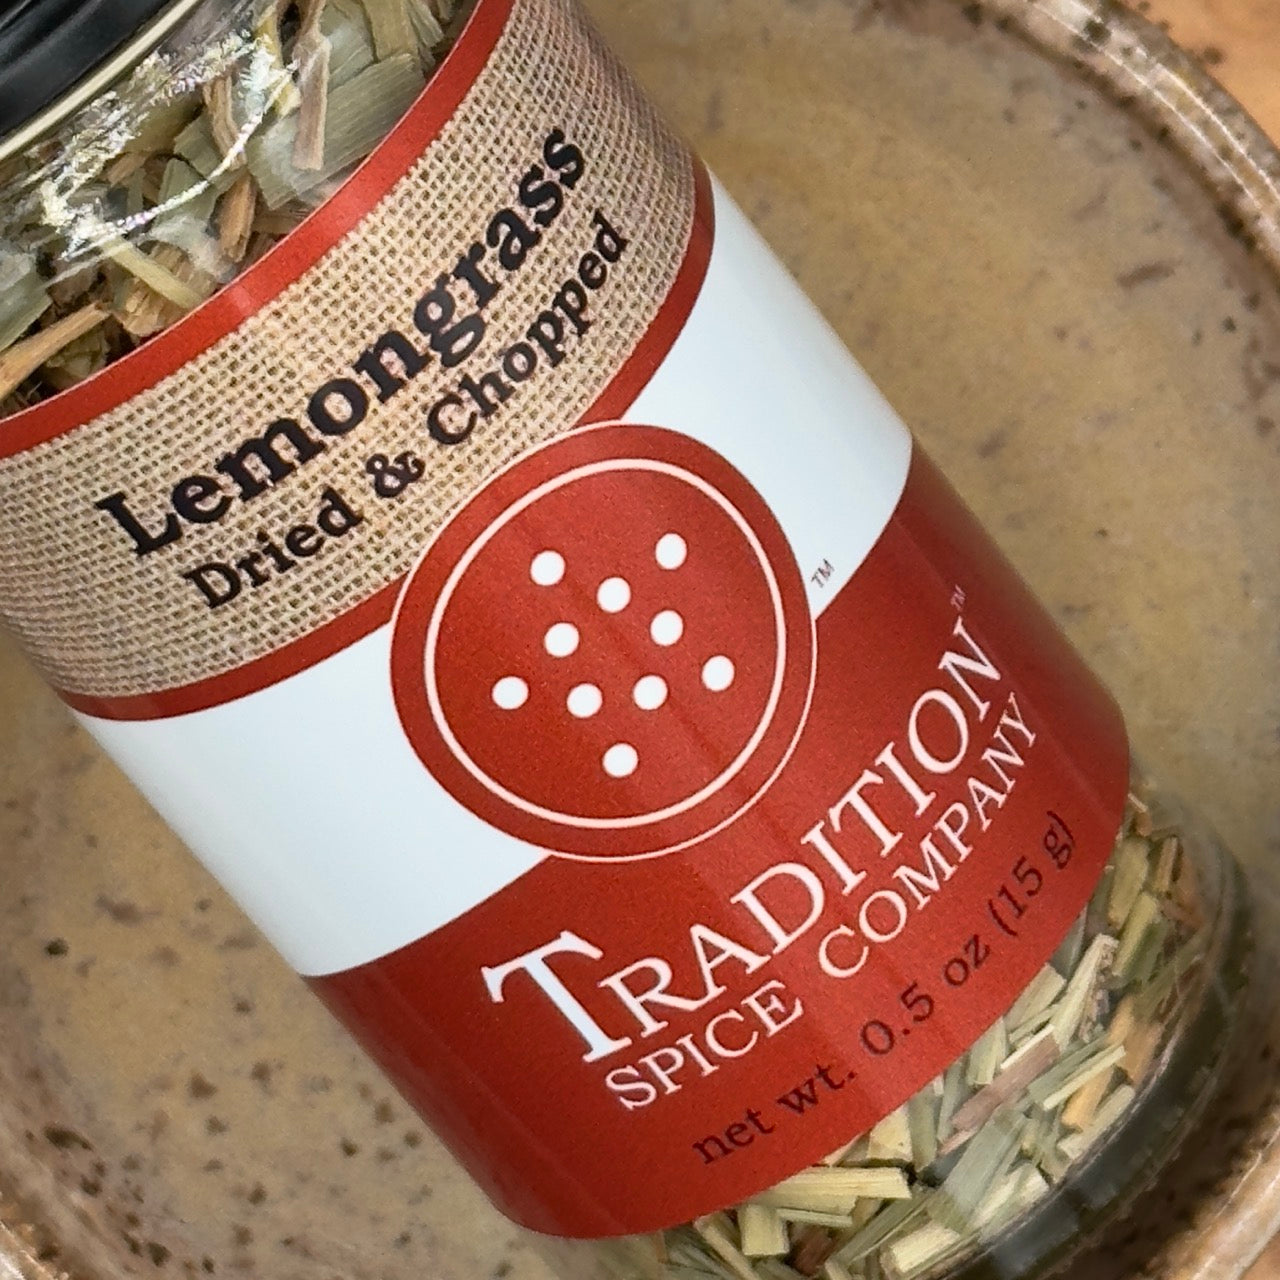 Lemongrass
Dried & Chopped
™
TRADITION™
SPICE COMPANY
net wt. 0.5 oz (15 g)